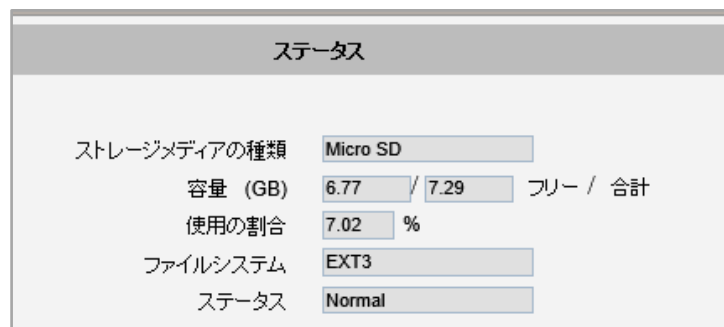 ステータス
ストレージメディアの種類 Micro SD
容量 (GB) 6.77 / 7.29 フリー / 合計
使用の割合 7.02 %
ファイルシステム EXT3
ステータス Normal